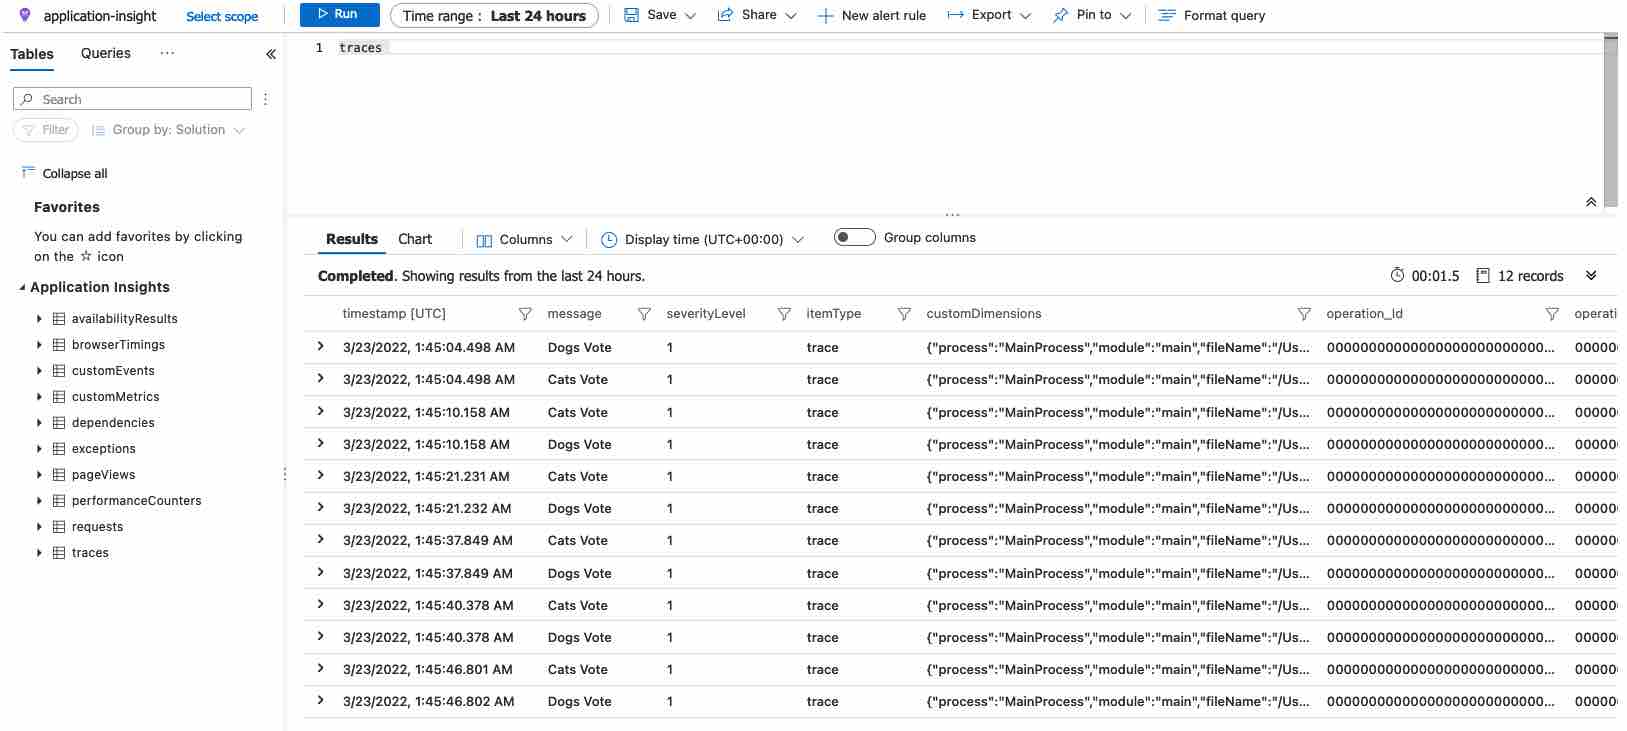 application-insight Select scope Run Time range : Last 24 hours Save Share New alert rule Export Pin to Format query
Tables Queries ··· «
1 traces
Search
Filter Group by: Solution
Collapse all
Favorites
You can add favorites by clicking
on the ☆ icon
Application Insights
availabilityResults
browserTimings
customEvents
customMetrics
dependencies
exceptions
pageViews
performanceCounters
requests
traces
Results Chart Columns Display time (UTC+00:00) Group columns
Completed. Showing results from the last 24 hours. 00:01.5 12 records
timestamp [UTC] message severityLevel itemType customDimensions operation_Id operati
3/23/2022, 1:45:04.498 AM Dogs Vote 1 trace {"process":"MainProcess","module":"main","fileName":"/Us... 00000000000000000000000000... 00000
3/23/2022, 1:45:04.498 AM Cats Vote 1 trace {"process":"MainProcess","module":"main","fileName":"/Us... 00000000000000000000000000... 00000
3/23/2022, 1:45:10.158 AM Cats Vote 1 trace {"process":"MainProcess","module":"main","fileName":"/Us... 00000000000000000000000000... 00000
3/23/2022, 1:45:10.158 AM Dogs Vote 1 trace {"process":"MainProcess","module":"main","fileName":"/Us... 00000000000000000000000000... 00000
3/23/2022, 1:45:21.231 AM Cats Vote 1 trace {"process":"MainProcess","module":"main","fileName":"/Us... 00000000000000000000000000... 00000
3/23/2022, 1:45:21.232 AM Dogs Vote 1 trace {"process":"MainProcess","module":"main","fileName":"/Us... 00000000000000000000000000... 00000
3/23/2022, 1:45:37.849 AM Cats Vote 1 trace {"process":"MainProcess","module":"main","fileName":"/Us... 00000000000000000000000000... 00000
3/23/2022, 1:45:37.849 AM Dogs Vote 1 trace {"process":"MainProcess","module":"main","fileName":"/Us... 00000000000000000000000000... 00000
3/23/2022, 1:45:40.378 AM Cats Vote 1 trace {"process":"MainProcess","module":"main","fileName":"/Us... 00000000000000000000000000... 00000
3/23/2022, 1:45:40.378 AM Dogs Vote 1 trace {"process":"MainProcess","module":"main","fileName":"/Us... 00000000000000000000000000... 00000
3/23/2022, 1:45:46.801 AM Cats Vote 1 trace {"process":"MainProcess","module":"main","fileName":"/Us... 00000000000000000000000000... 00000
3/23/2022, 1:45:46.802 AM Dogs Vote 1 trace {"process":"MainProcess","module":"main","fileName":"/Us... 00000000000000000000000000... 00000